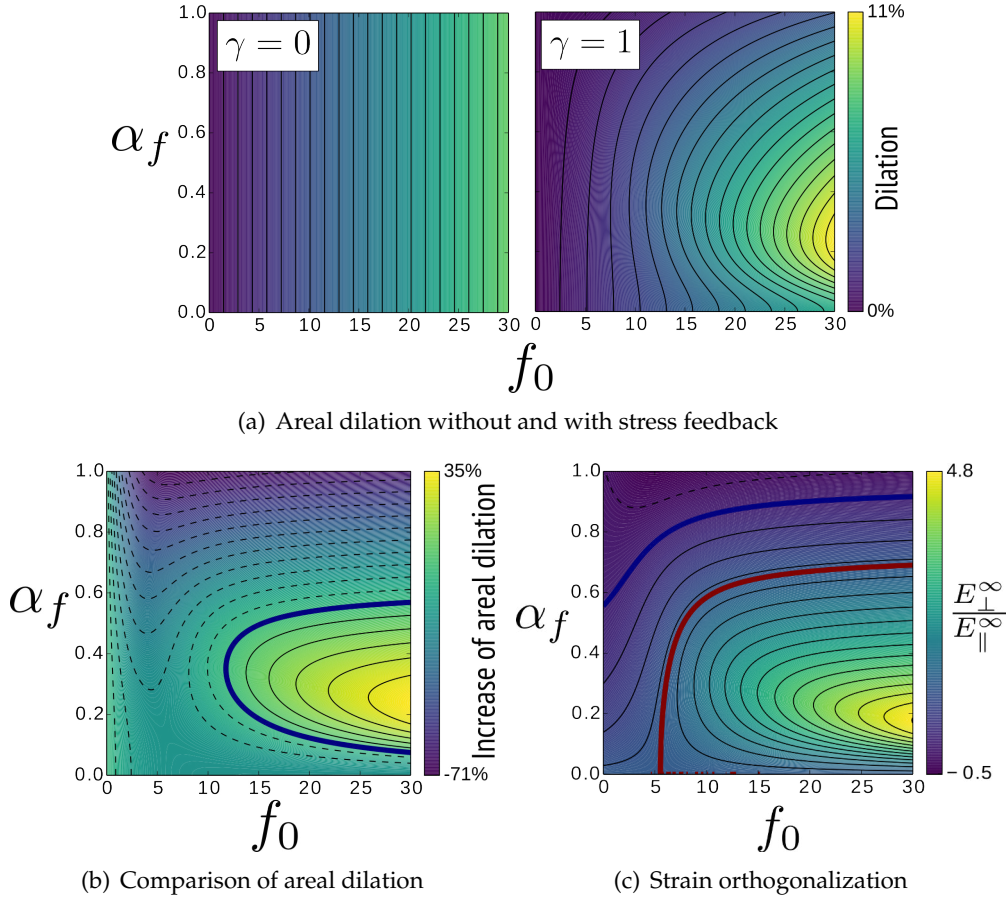 γ = 0
γ = 1
11%
0%
Dilation
1.0
0.8
0.6
0.4
0.2
0.0
α_f
0 5 10 15 20 25 30
0 5 10 15 20 25 30
f_0
(a) Areal dilation without and with stress feedback
1.0
0.8
0.6
0.4
0.2
0.0
α_f
0 5 10 15 20 25 30
f_0
35%
-71%
Increase of areal dilation
(b) Comparison of areal dilation
1.0
0.8
0.6
0.4
0.2
0.0
α_f
0 5 10 15 20 25 30
f_0
4.8
−0.5
E_⊥^∞
E_∥^∞
(c) Strain orthogonalization